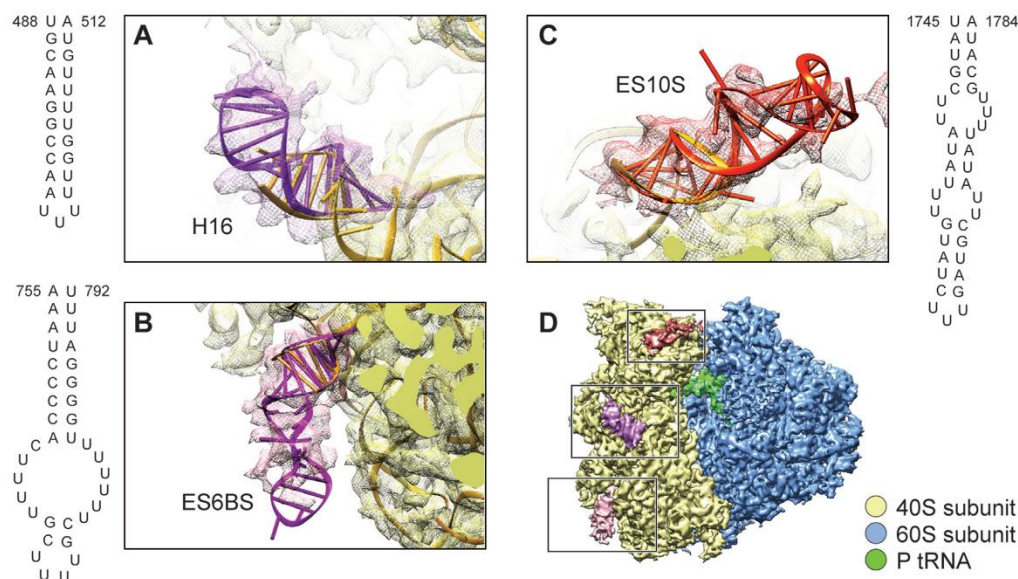 488 U A 512
G U
C G
A U
A U
G U
G U
C G
C G
A U
A U
U U
U
A
H16
C
ES10S
1745 U A 1784
A U
U A
G C
C G
U U
U U
U
A U
U A
A U
U A
U U
U U
G C
U G
A U
U A
C G
U U
U
755 A U 792
A U
A U
U A
C G
C G
C G
C G
A U
C U
U U
U U
U U
B
ES6BS
D
40S subunit
60S subunit
P tRNA